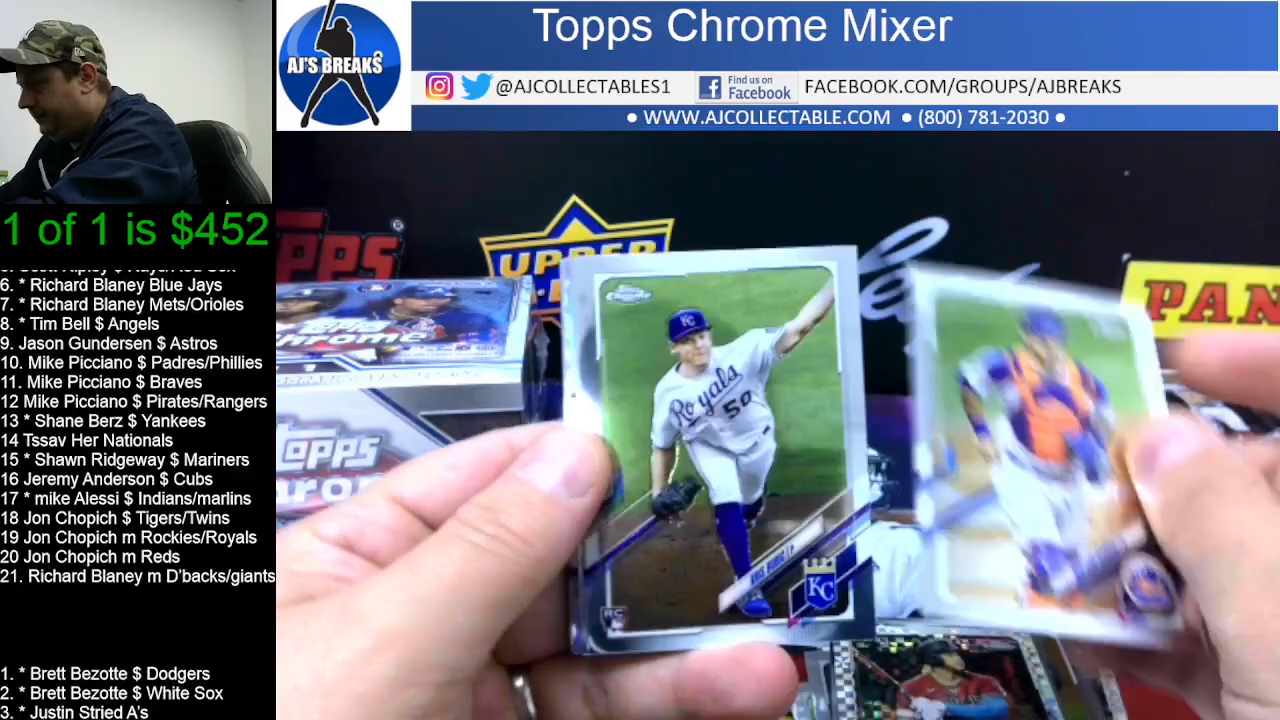 Topps Chrome Mixer
AJ'S BREAKS
@AJCOLLECTABLES1
Find us on
Facebook
FACEBOOK.COM/GROUPS/AJBREAKS
• WWW.AJCOLLECTABLE.COM • (800) 781-2030 •
1 of 1 is $452
6. * Richard Blaney Blue Jays
7. * Richard Blaney Mets/Orioles
8. * Tim Bell $ Angels
9. * Jason Gundersen $ Astros
10. Mike Picciano $ Padres/Phillies
11. Mike Picciano $ Braves
12 Mike Picciano $ Pirates/Rangers
13 * Shane Berz $ Yankees
14 Tssav Her Nationals
15 * Shawn Ridgeway $ Mariners
16 Jeremy Anderson $ Cubs
17 * mike Alessi $ Indians/marlins
18 Jon Chopich $ Tigers/Twins
19 Jon Chopich m Rockies/Royals
20 Jon Chopich m Reds
21. Richard Blaney m D'backs/giants
1. * Brett Bezotte $ Dodgers
2. * Brett Bezotte $ White Sox
3. * Justin Stried A's
UPPER
PAN
Topps
Chrome
KC
Royals
50
KC
RC